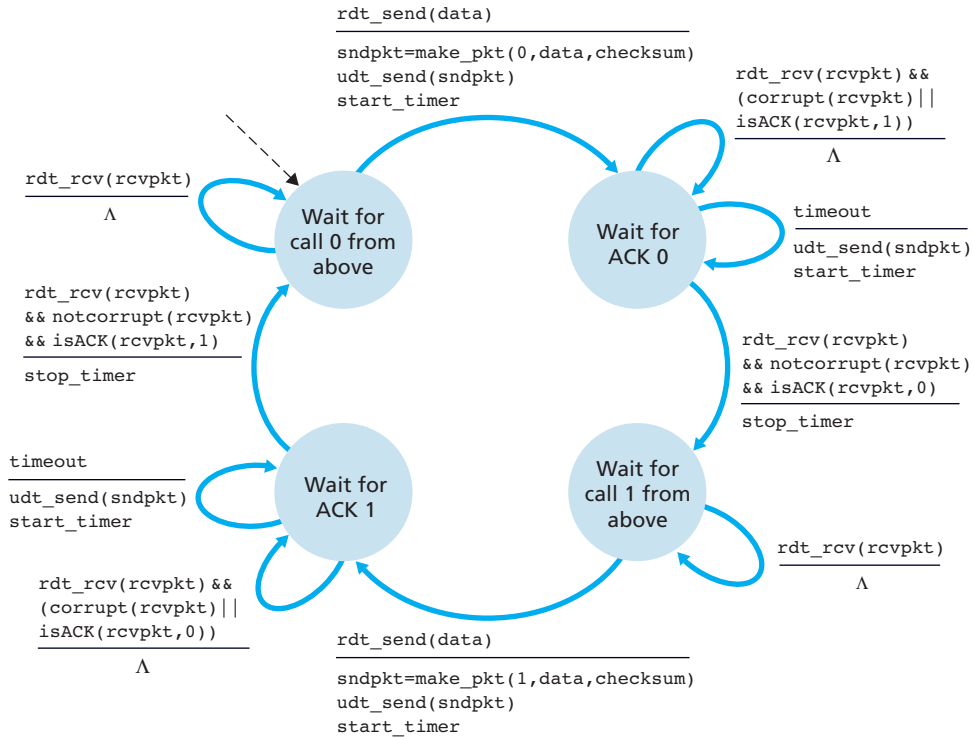 rdt_send(data)
sndpkt=make_pkt(0,data,checksum)
udt_send(sndpkt)
start_timer
rdt_rcv(rcvpkt) &&
(corrupt(rcvpkt)||
isACK(rcvpkt,1))
Λ
rdt_rcv(rcvpkt)
Λ
Wait for
call 0 from
above
Wait for
ACK 0
timeout
udt_send(sndpkt)
start_timer
rdt_rcv(rcvpkt)
&& notcorrupt(rcvpkt)
&& isACK(rcvpkt,1)
stop_timer
rdt_rcv(rcvpkt)
&& notcorrupt(rcvpkt)
&& isACK(rcvpkt,0)
stop_timer
timeout
udt_send(sndpkt)
start_timer
Wait for
ACK 1
Wait for
call 1 from
above
rdt_rcv(rcvpkt)
Λ
rdt_rcv(rcvpkt) &&
(corrupt(rcvpkt)||
isACK(rcvpkt,0))
Λ
rdt_send(data)
sndpkt=make_pkt(1,data,checksum)
udt_send(sndpkt)
start_timer